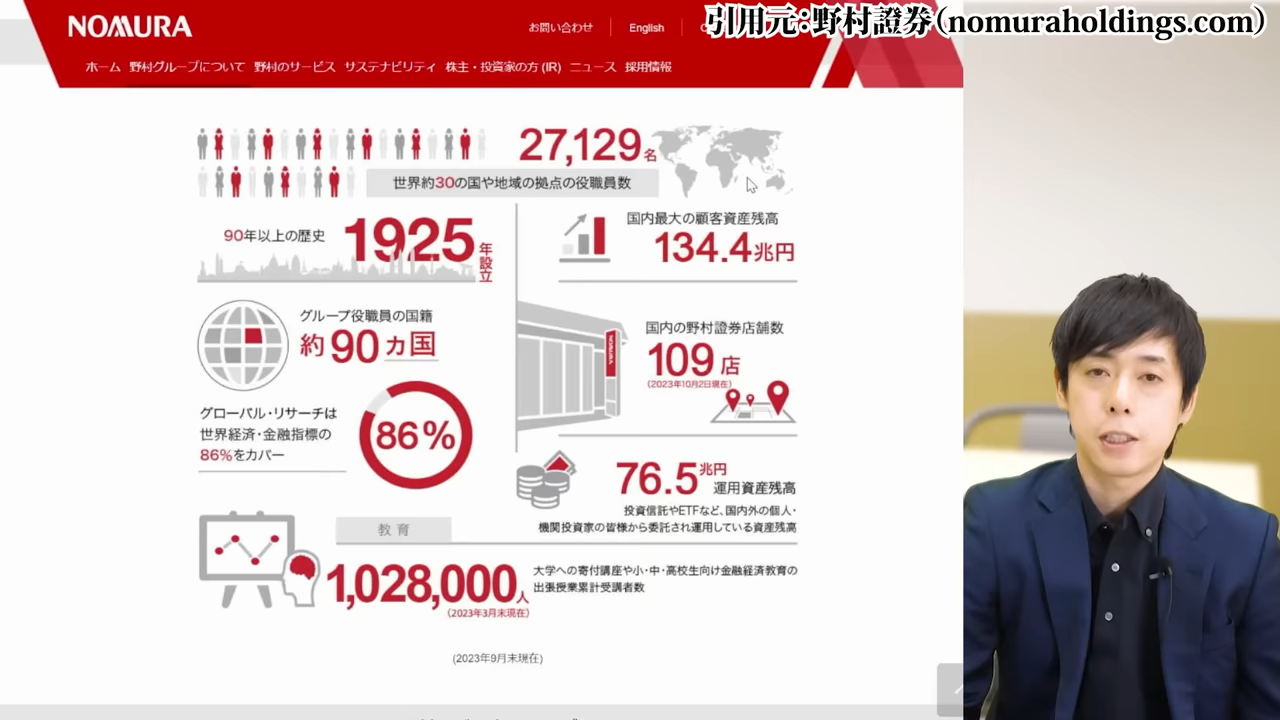 引用元:野村證券(nomuraholdings.com)
NOMURA
お問い合わせ
English
ホーム 野村グループについて 野村のサービス サステナビリティ 株主・投資家の方 (IR) ニュース 採用情報
27,129名
世界約30の国や地域の拠点の役職員数
90年以上の歴史
1925年設立
国内最大の顧客資産残高
134.4兆円
グループ役職員の国籍
約90ヵ国
国内の野村證券店舗数
109店
(2023年10月2日現在)
NOMURA
グローバル・リサーチは
世界経済・金融指標の
86%をカバー
86%
76.5兆円
運用資産残高
投資信託やETFなど、国内外の個人・
機関投資家の皆様から委託され運用している資産残高
教育
1,028,000人
(2023年3月末現在)
大学への寄付講座や小・中・高校生向け金融経済教育の
出張授業累計受講者数
(2023年9月末現在)